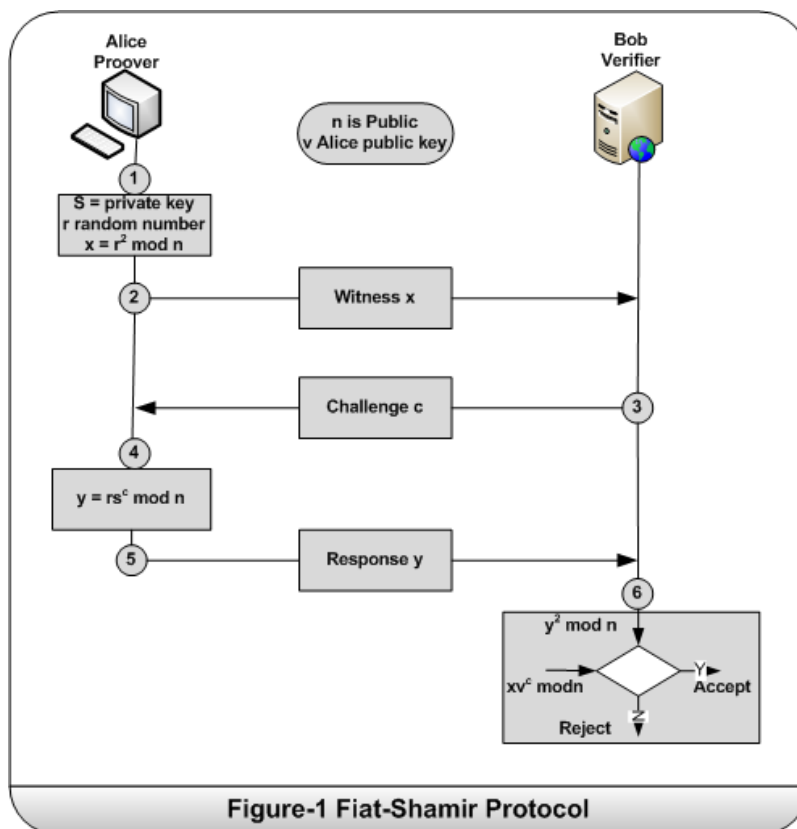 Alice
Proover
Bob
Verifier
n is Public
v Alice public key
1
S = private key
r random number
x = r² mod n
2
Witness x
Challenge c
3
4
y = rsᶜ mod n
5
Response y
6
y² mod n
xvᶜ modn
Y
Accept
N
Reject
Figure-1 Fiat-Shamir Protocol